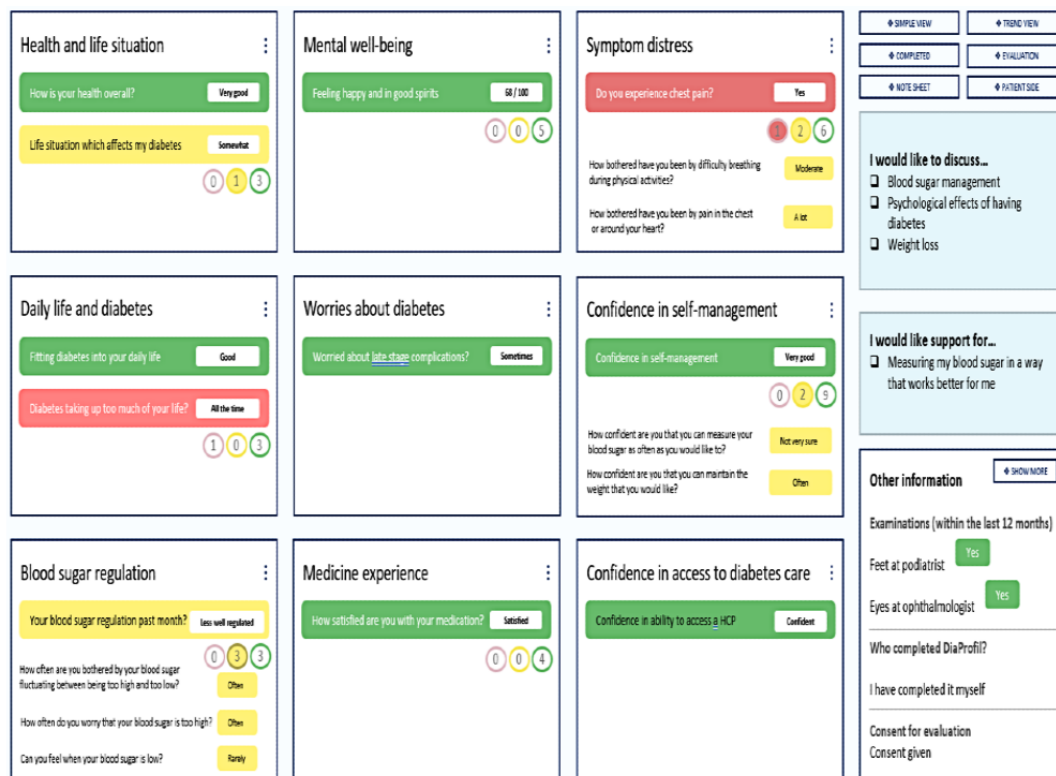 Health and life situation
How is your health overall?
Very good
Life situation which affects my diabetes
Somewhat
0 1 3
Mental well-being
Feeling happy and in good spirits
68 / 100
0 0 5
Symptom distress
Do you experience chest pain?
Yes
1 2 6
How bothered have you been by difficulty breathing
during physical activities?
Moderate
How bothered have you been by pain in the chest
or around your heart?
A lot
Daily life and diabetes
Fitting diabetes into your daily life
Good
Diabetes taking up too much of your life?
All the time
1 0 3
Worries about diabetes
Worried about late stage complications?
Sometimes
Confidence in self-management
Confidence in self-management
Very good
0 2 9
How confident are you that you can measure your
blood sugar as often as you would like to?
Not very sure
How confident are you that you can maintain the
weight that you would like?
Often
Blood sugar regulation
Your blood sugar regulation past month?
Less well regulated
0 3 3
How often are you bothered by your blood sugar
fluctuating between being too high and too low?
Often
How often do you worry that your blood sugar is too high?
Often
Can you feel when your blood sugar is low?
Rarely
Medicine experience
How satisfied are you with your medication?
Satisfied
0 0 4
Confidence in access to diabetes care
Confidence in ability to access a HCP
Confident
SIMPLE VIEW
TREND VIEW
COMPLETED
EVALUATION
NOTE SHEET
PATIENT SIDE
I would like to discuss...
Blood sugar management
Psychological effects of having
diabetes
Weight loss
I would like support for...
Measuring my blood sugar in a way
that works better for me
SHOW MORE
Other information
Examinations (within the last 12 months)
Feet at podiatrist
Yes
Eyes at ophthalmologist
Yes
Who completed DiaProfil?
I have completed it myself
Consent for evaluation
Consent given